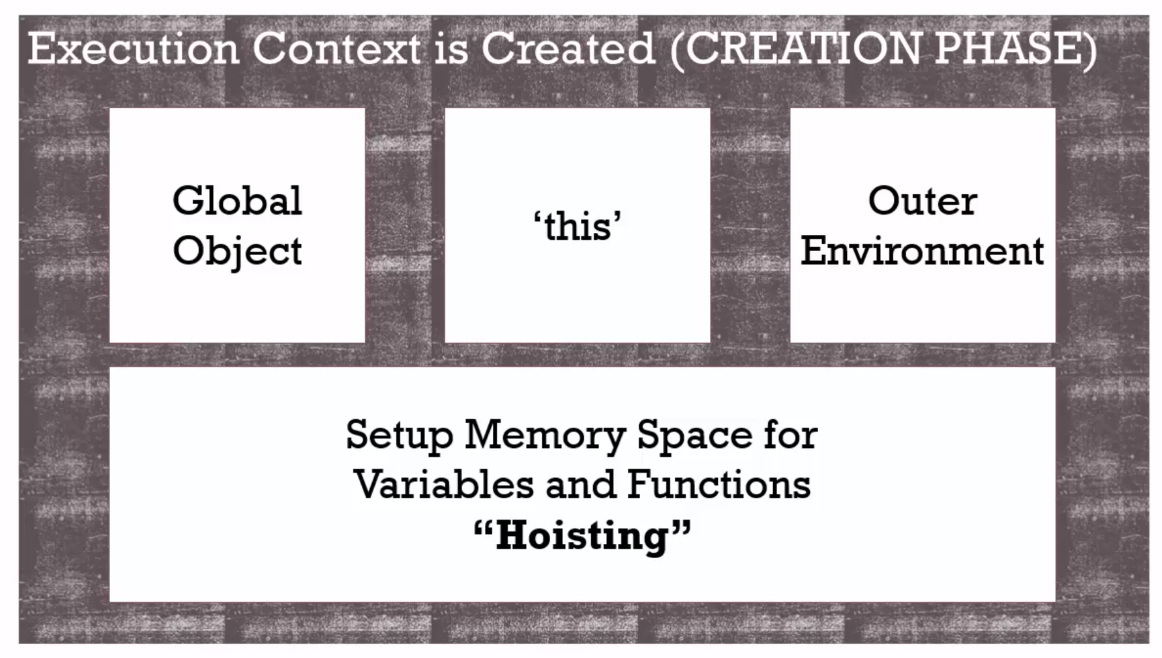 Execution Context is Created (CREATION PHASE)
Global
Object
‘this’
Outer
Environment
Setup Memory Space for
Variables and Functions
“Hoisting”